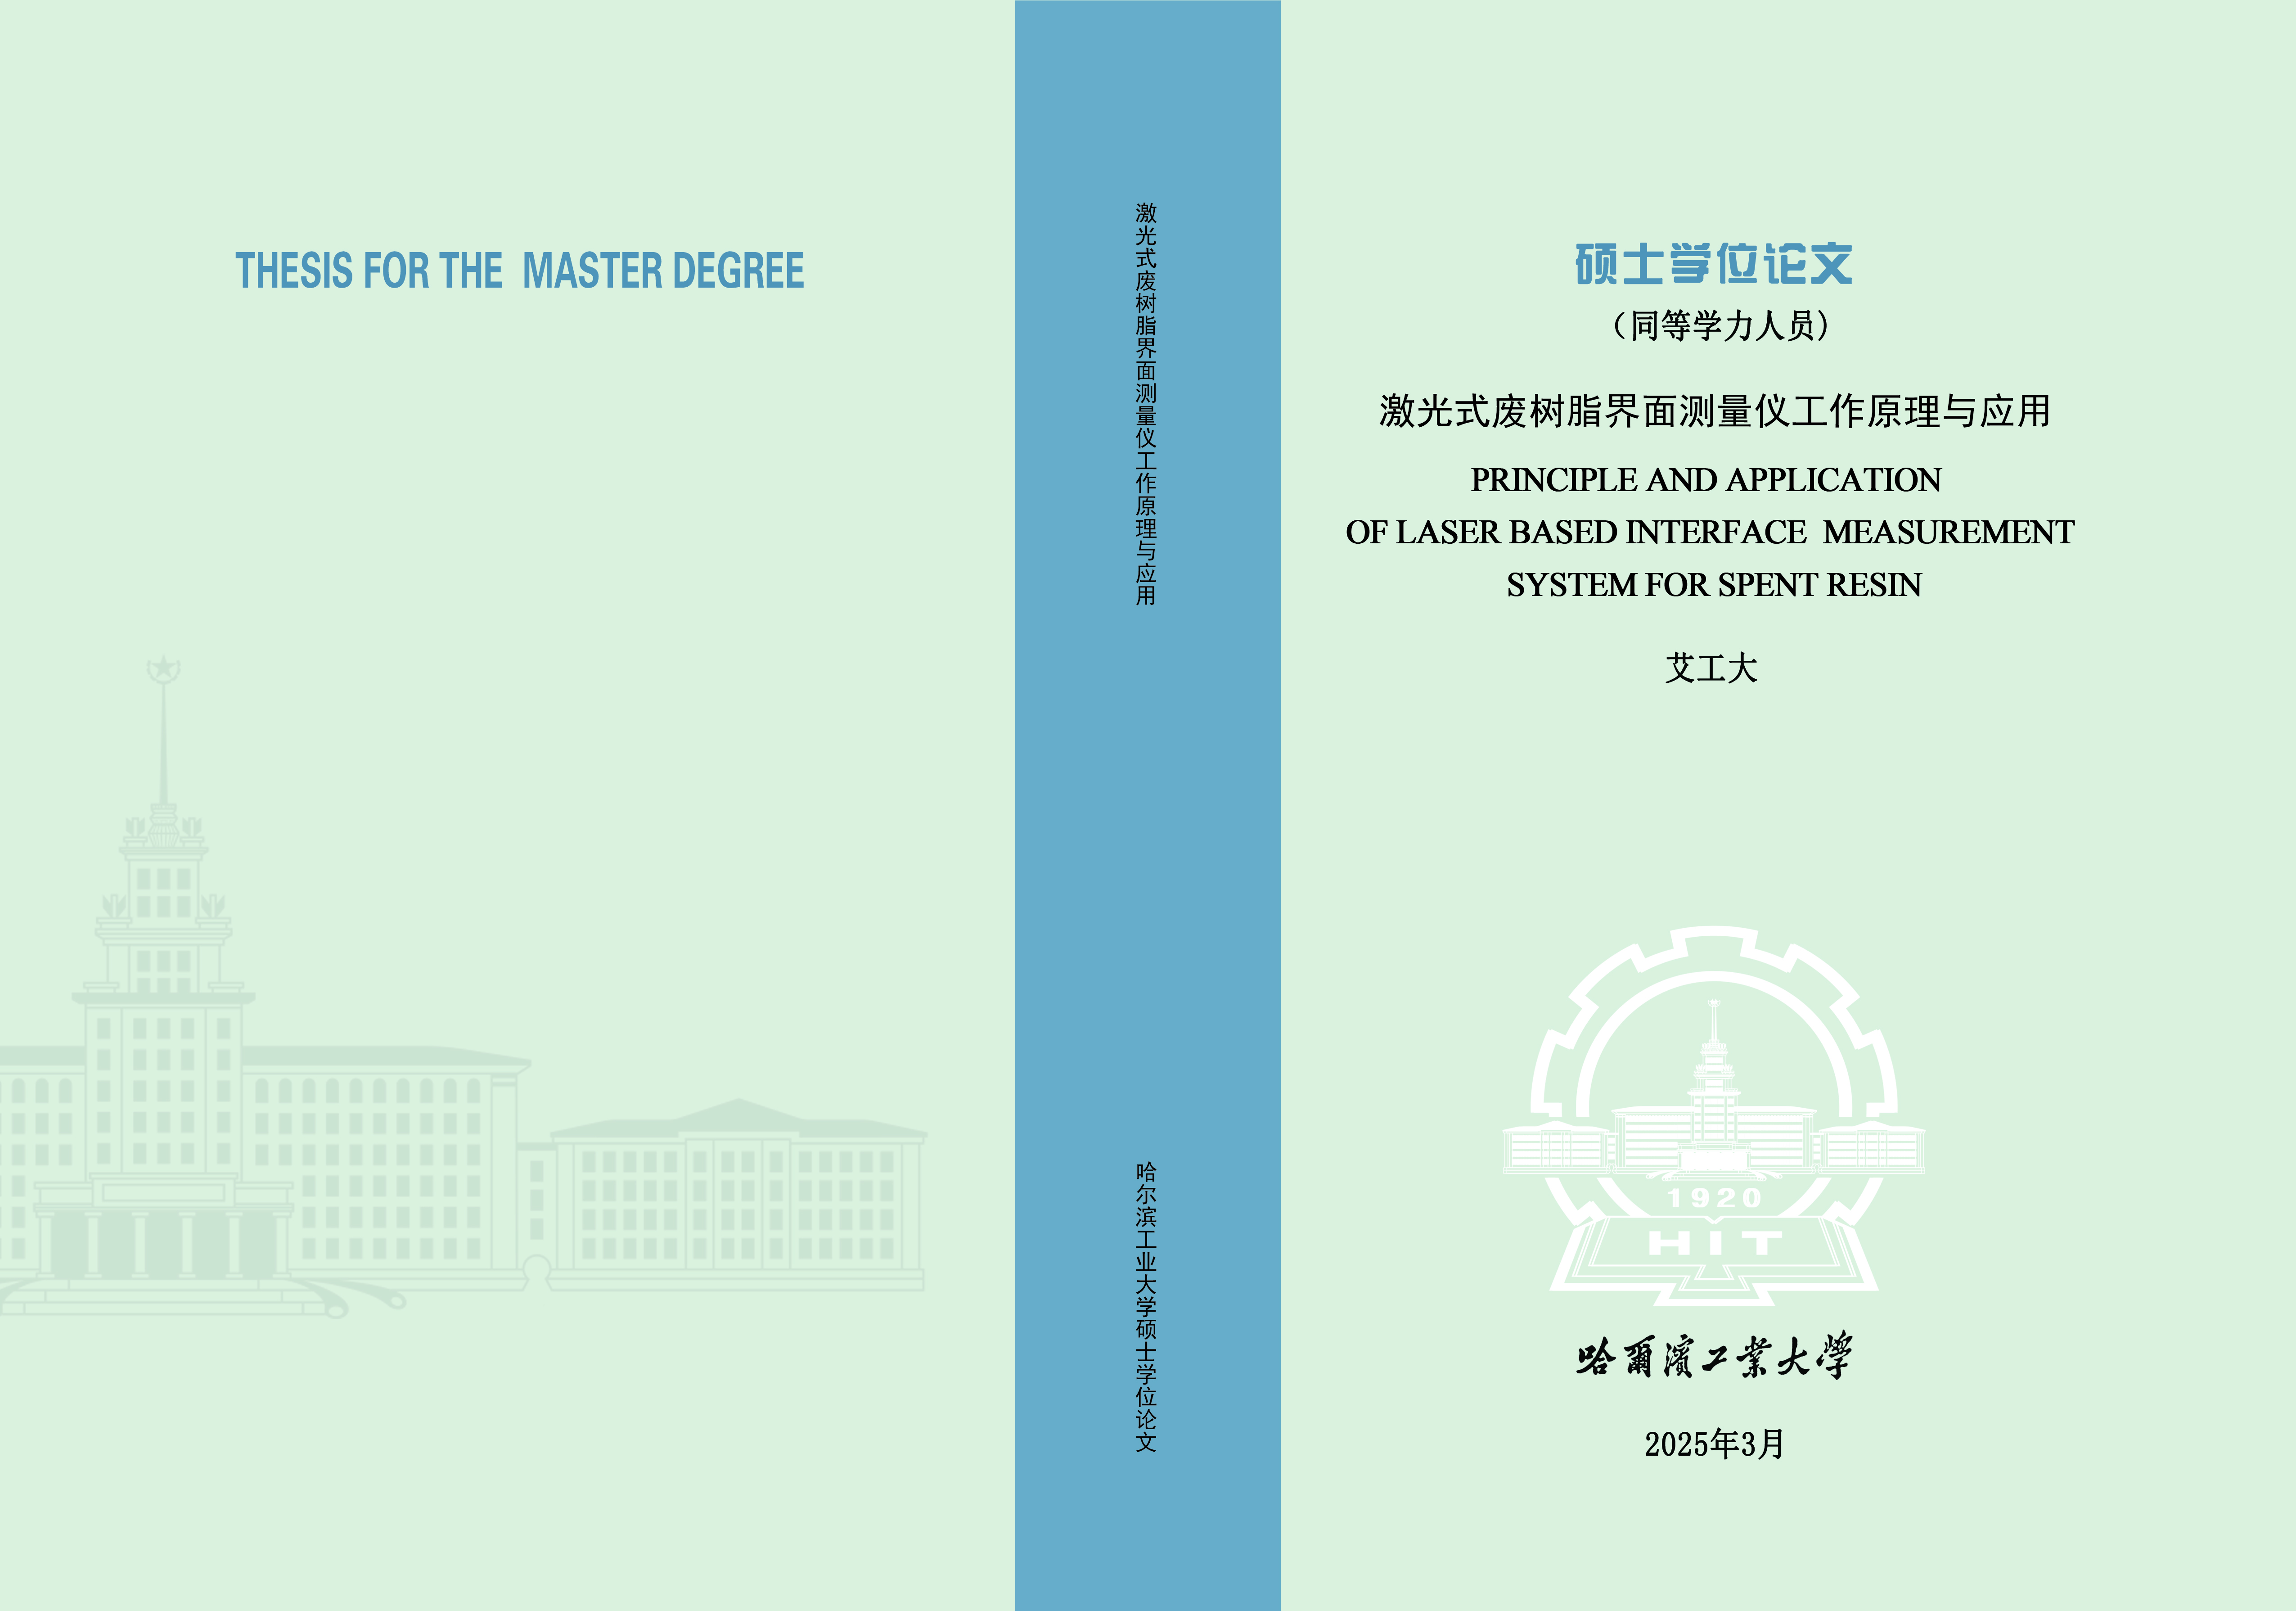 THESIS FOR THE  MASTER DEGREE
激光式废树脂界面测量仪工作原理与应用
哈尔滨工业大学硕士学位论文
硕士学位论文
（同等学力人员）
激光式废树脂界面测量仪工作原理与应用
PRINCIPLE AND APPLICATION
OF LASER BASED INTERFACE  MEASUREMENT
SYSTEM FOR SPENT RESIN
艾工大
1920
HIT
哈爾濱工業大學
2025年3月